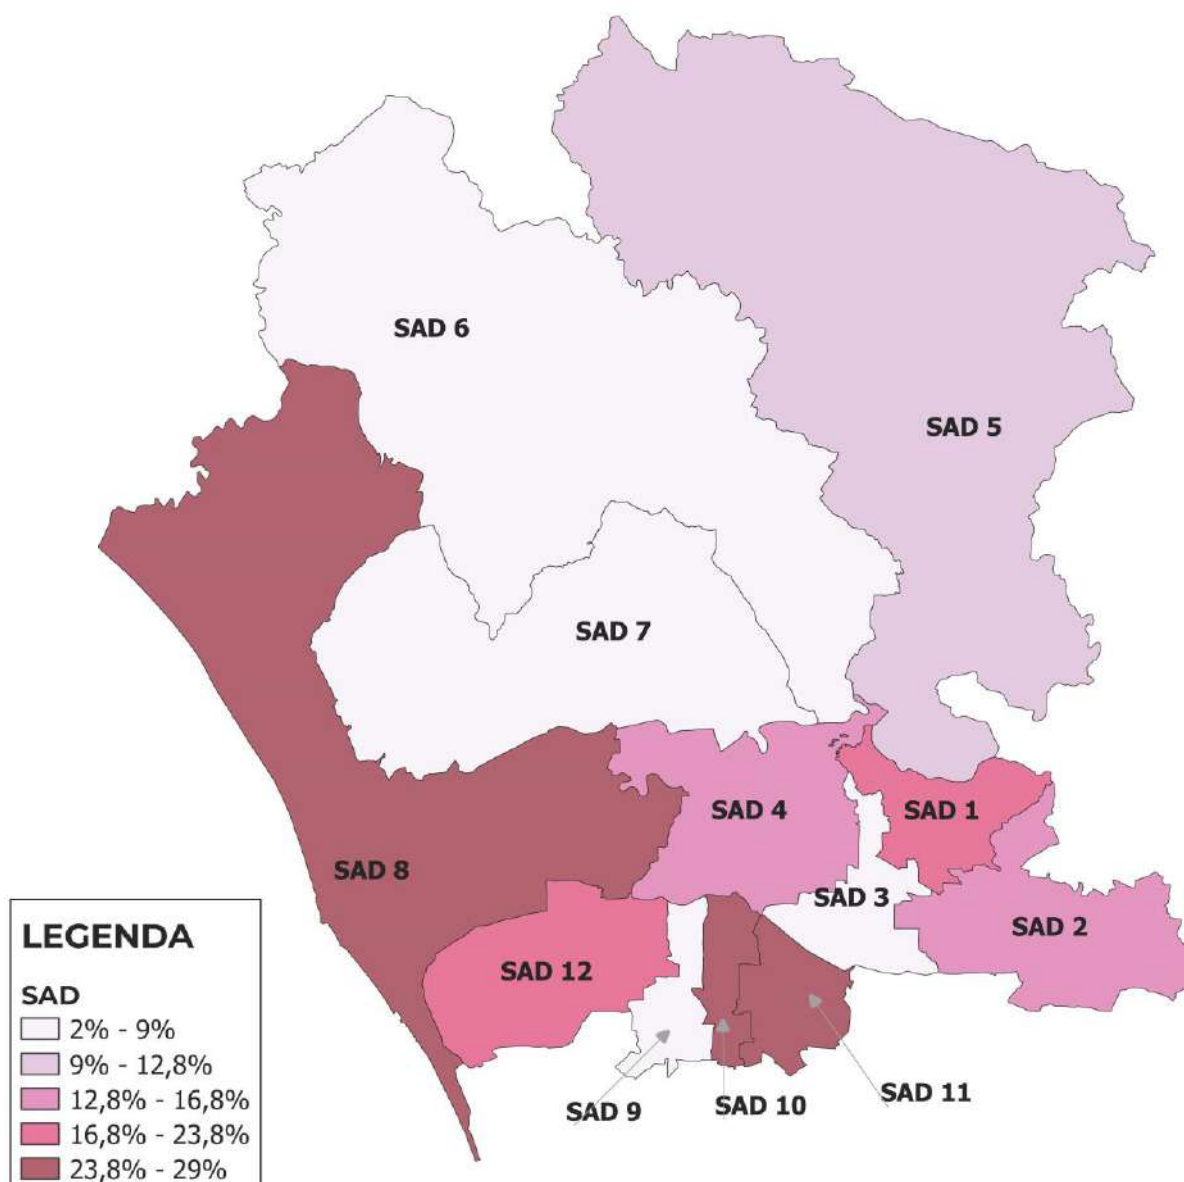 SAD 6
SAD 5
SAD 7
SAD 4
SAD 1
SAD 8
SAD 3
SAD 2
SAD 12
SAD 11
SAD 9
SAD 10
LEGENDA
SAD
2% - 9%
9% - 12,8%
12,8% - 16,8%
16,8% - 23,8%
23,8% - 29%